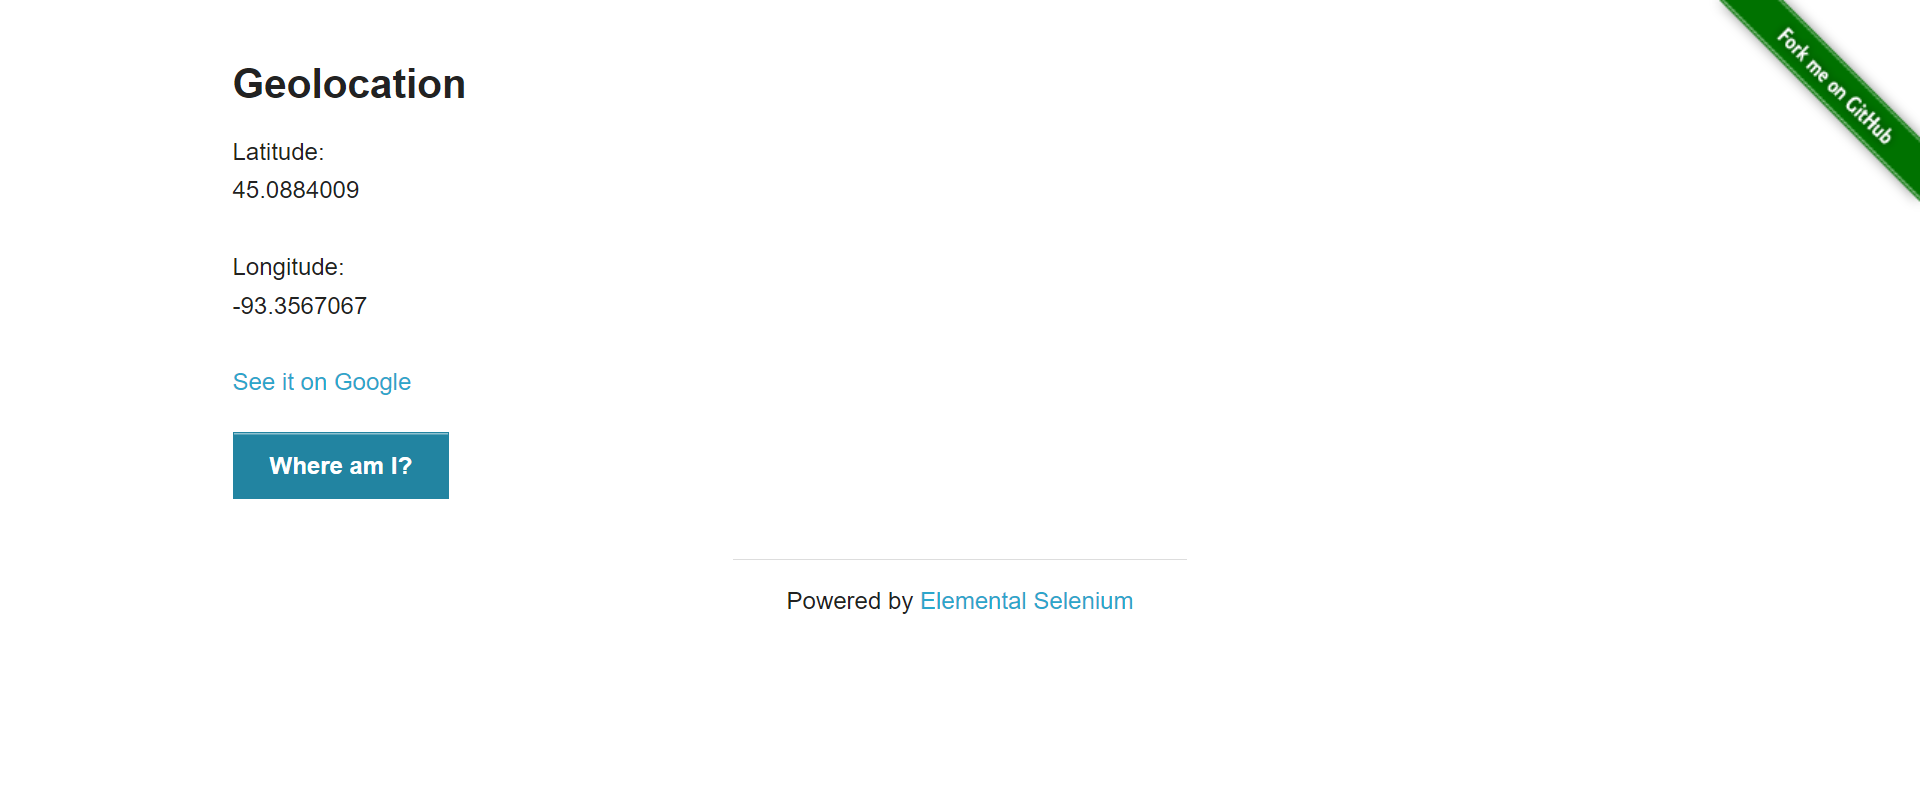 Fork me on GitHub
Geolocation
Latitude:
45.0884009
Longitude:
-93.3567067
See it on Google
Where am I?
Powered by Elemental Selenium